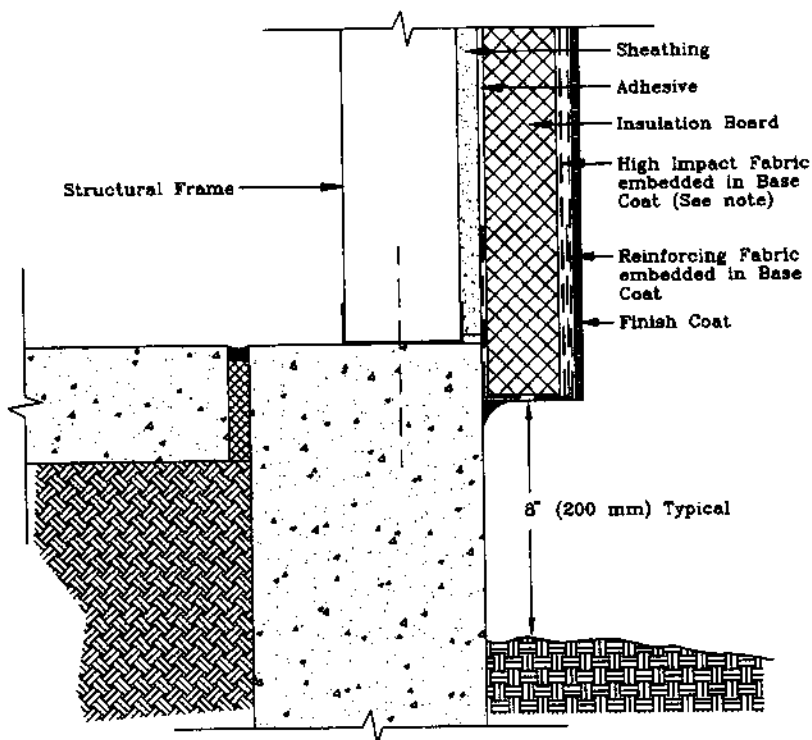 Sheathing
Adhesive
Insulation Board
High Impact Fabric
embedded in Base
Coat (See note)
Structural Frame
Reinforcing Fabric
embedded in Base
Coat
Finish Coat
8" (200 mm) Typical